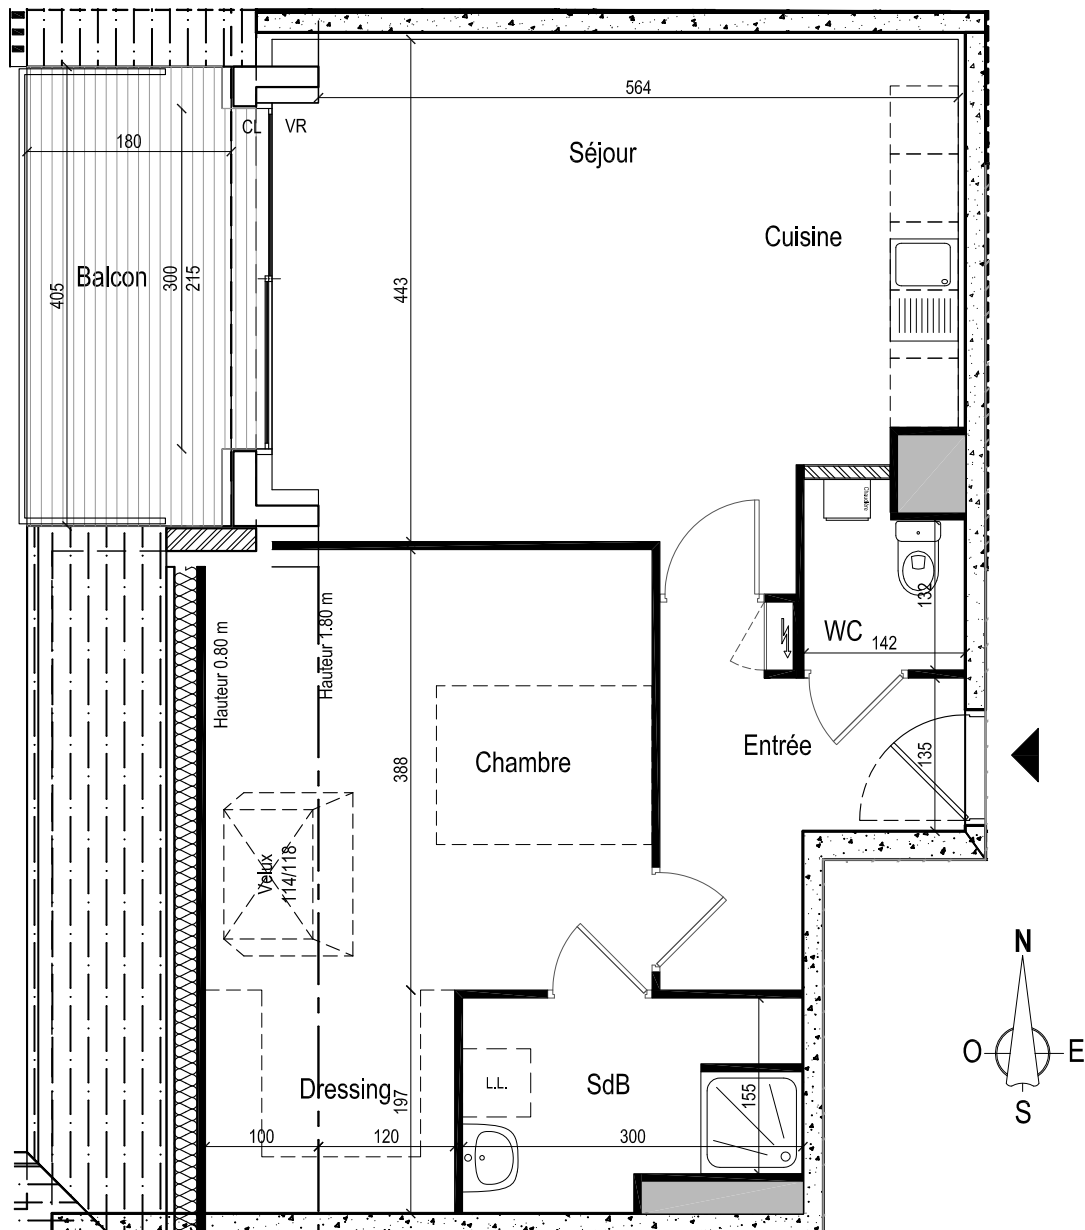 564
CL
VR
180
Séjour
Cuisine
Balcon
405
300
215
443
Chaudière
132
WC
142
Hauteur 0.80 m
Hauteur 1.80 m
Chambre
388
Entrée
135
Velux
114/118
N
O
E
S
L.L.
SdB
Dressing
197
155
100
120
300